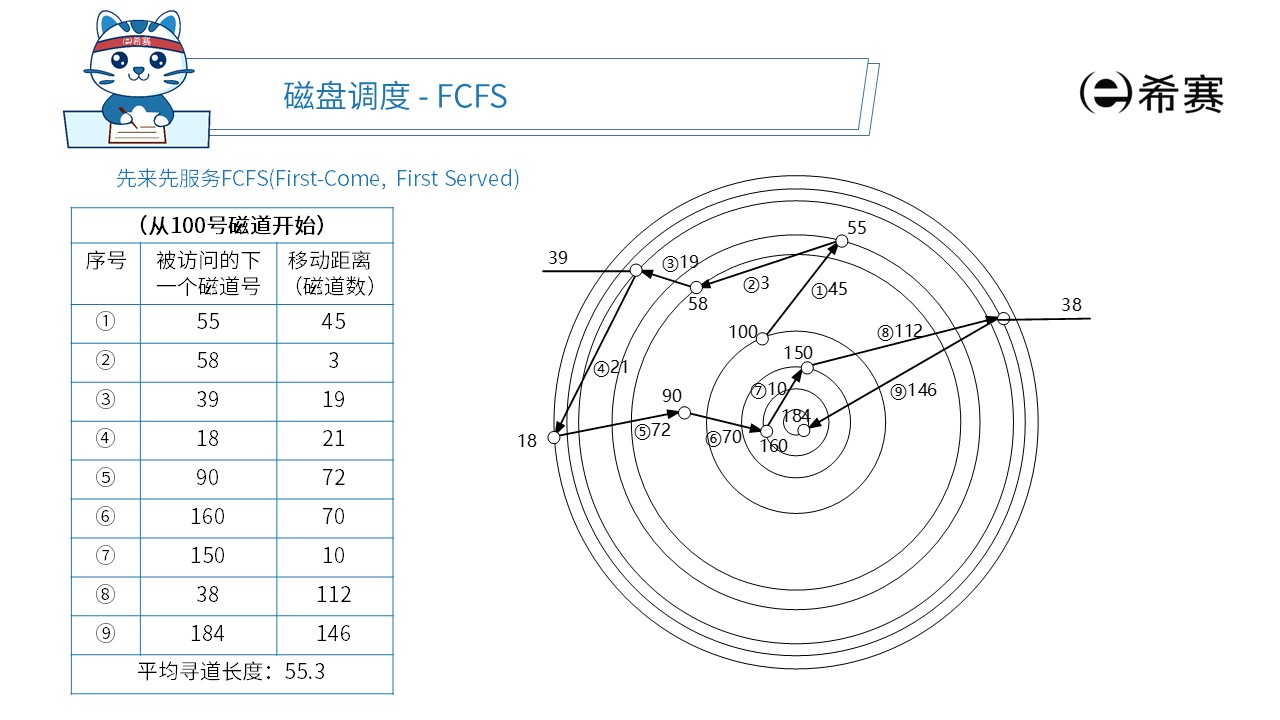 希赛
磁盘调度 - FCFS
希赛
先来先服务FCFS(First-Come, First Served)
（从100号磁道开始）
序号 被访问的下一个磁道号 移动距离（磁道数）
① 55 45
② 58 3
③ 39 19
④ 18 21
⑤ 90 72
⑥ 160 70
⑦ 150 10
⑧ 38 112
⑨ 184 146
平均寻道长度：55.3
55
39
③19
②3
58
①45
38
100
⑧112
150
④21
⑦10
⑨146
90
184
18
⑤72
⑥70
160